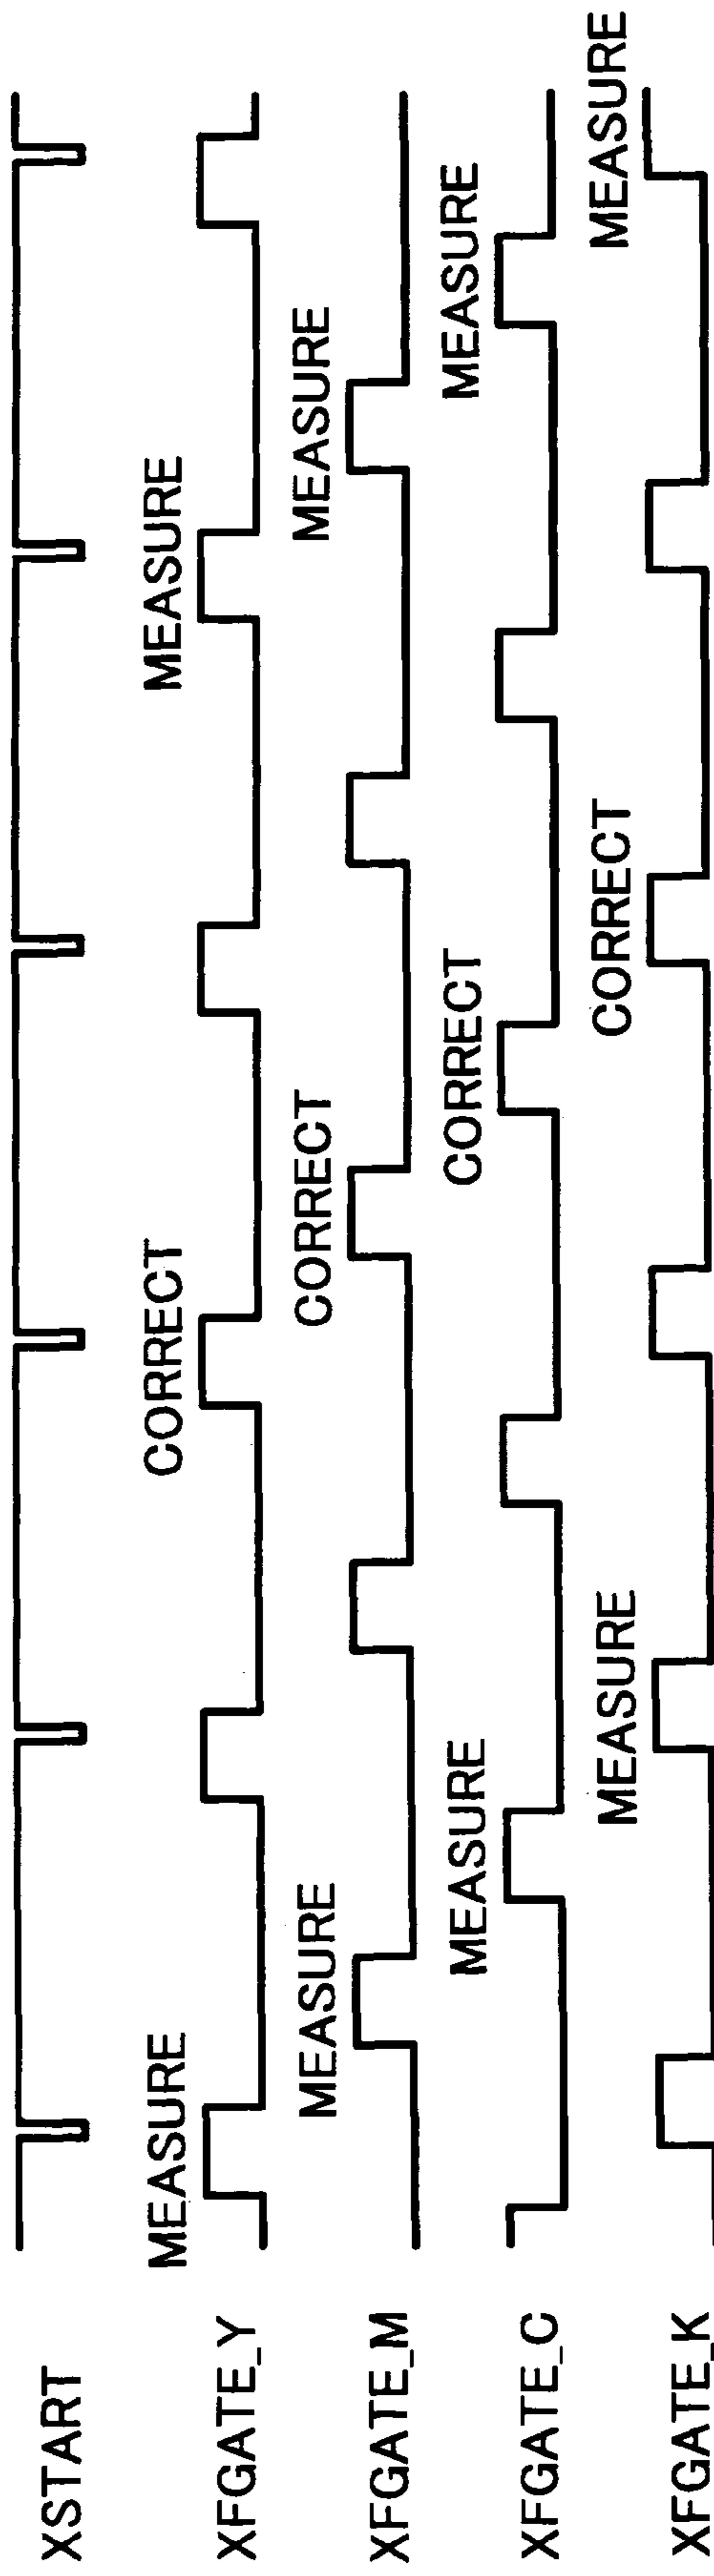 XSTART
XFGATE_Y
MEASURE
CORRECT
MEASURE
XFGATE_M
MEASURE
CORRECT
MEASURE
XFGATE_C
MEASURE
CORRECT
MEASURE
XFGATE_K
MEASURE
CORRECT
MEASURE